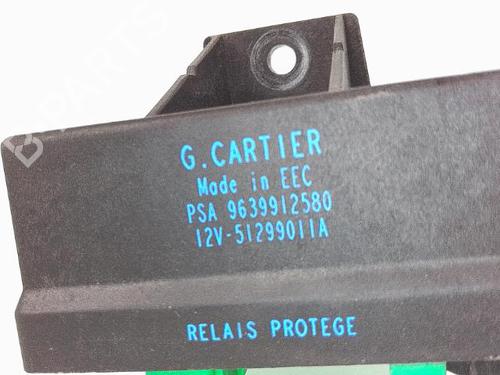 G.CARTIER
Made in EEC
PSA 9639912580
12V-51299011A
RELAIS PROTEGE